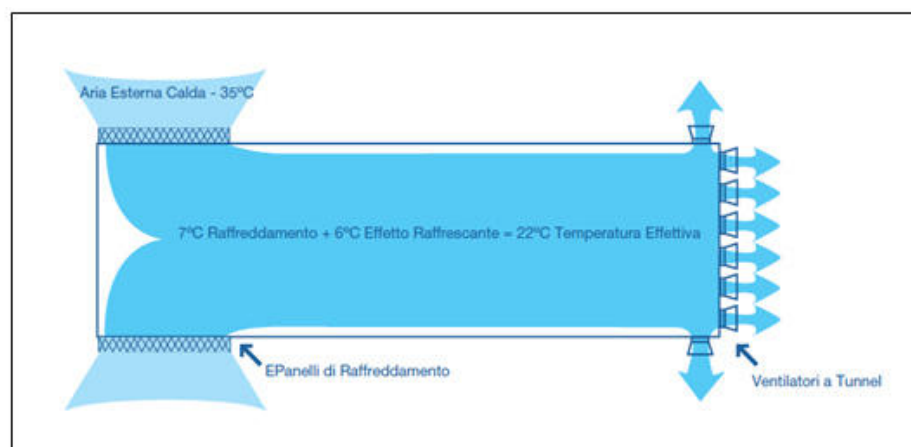 Aria Esterna Calda - 35ºC
7ºC Raffreddamento + 6ºC Effetto Raffrescante = 22ºC Temperatura Effettiva
EPanelli di Raffreddamento
Ventilatori a Tunnel